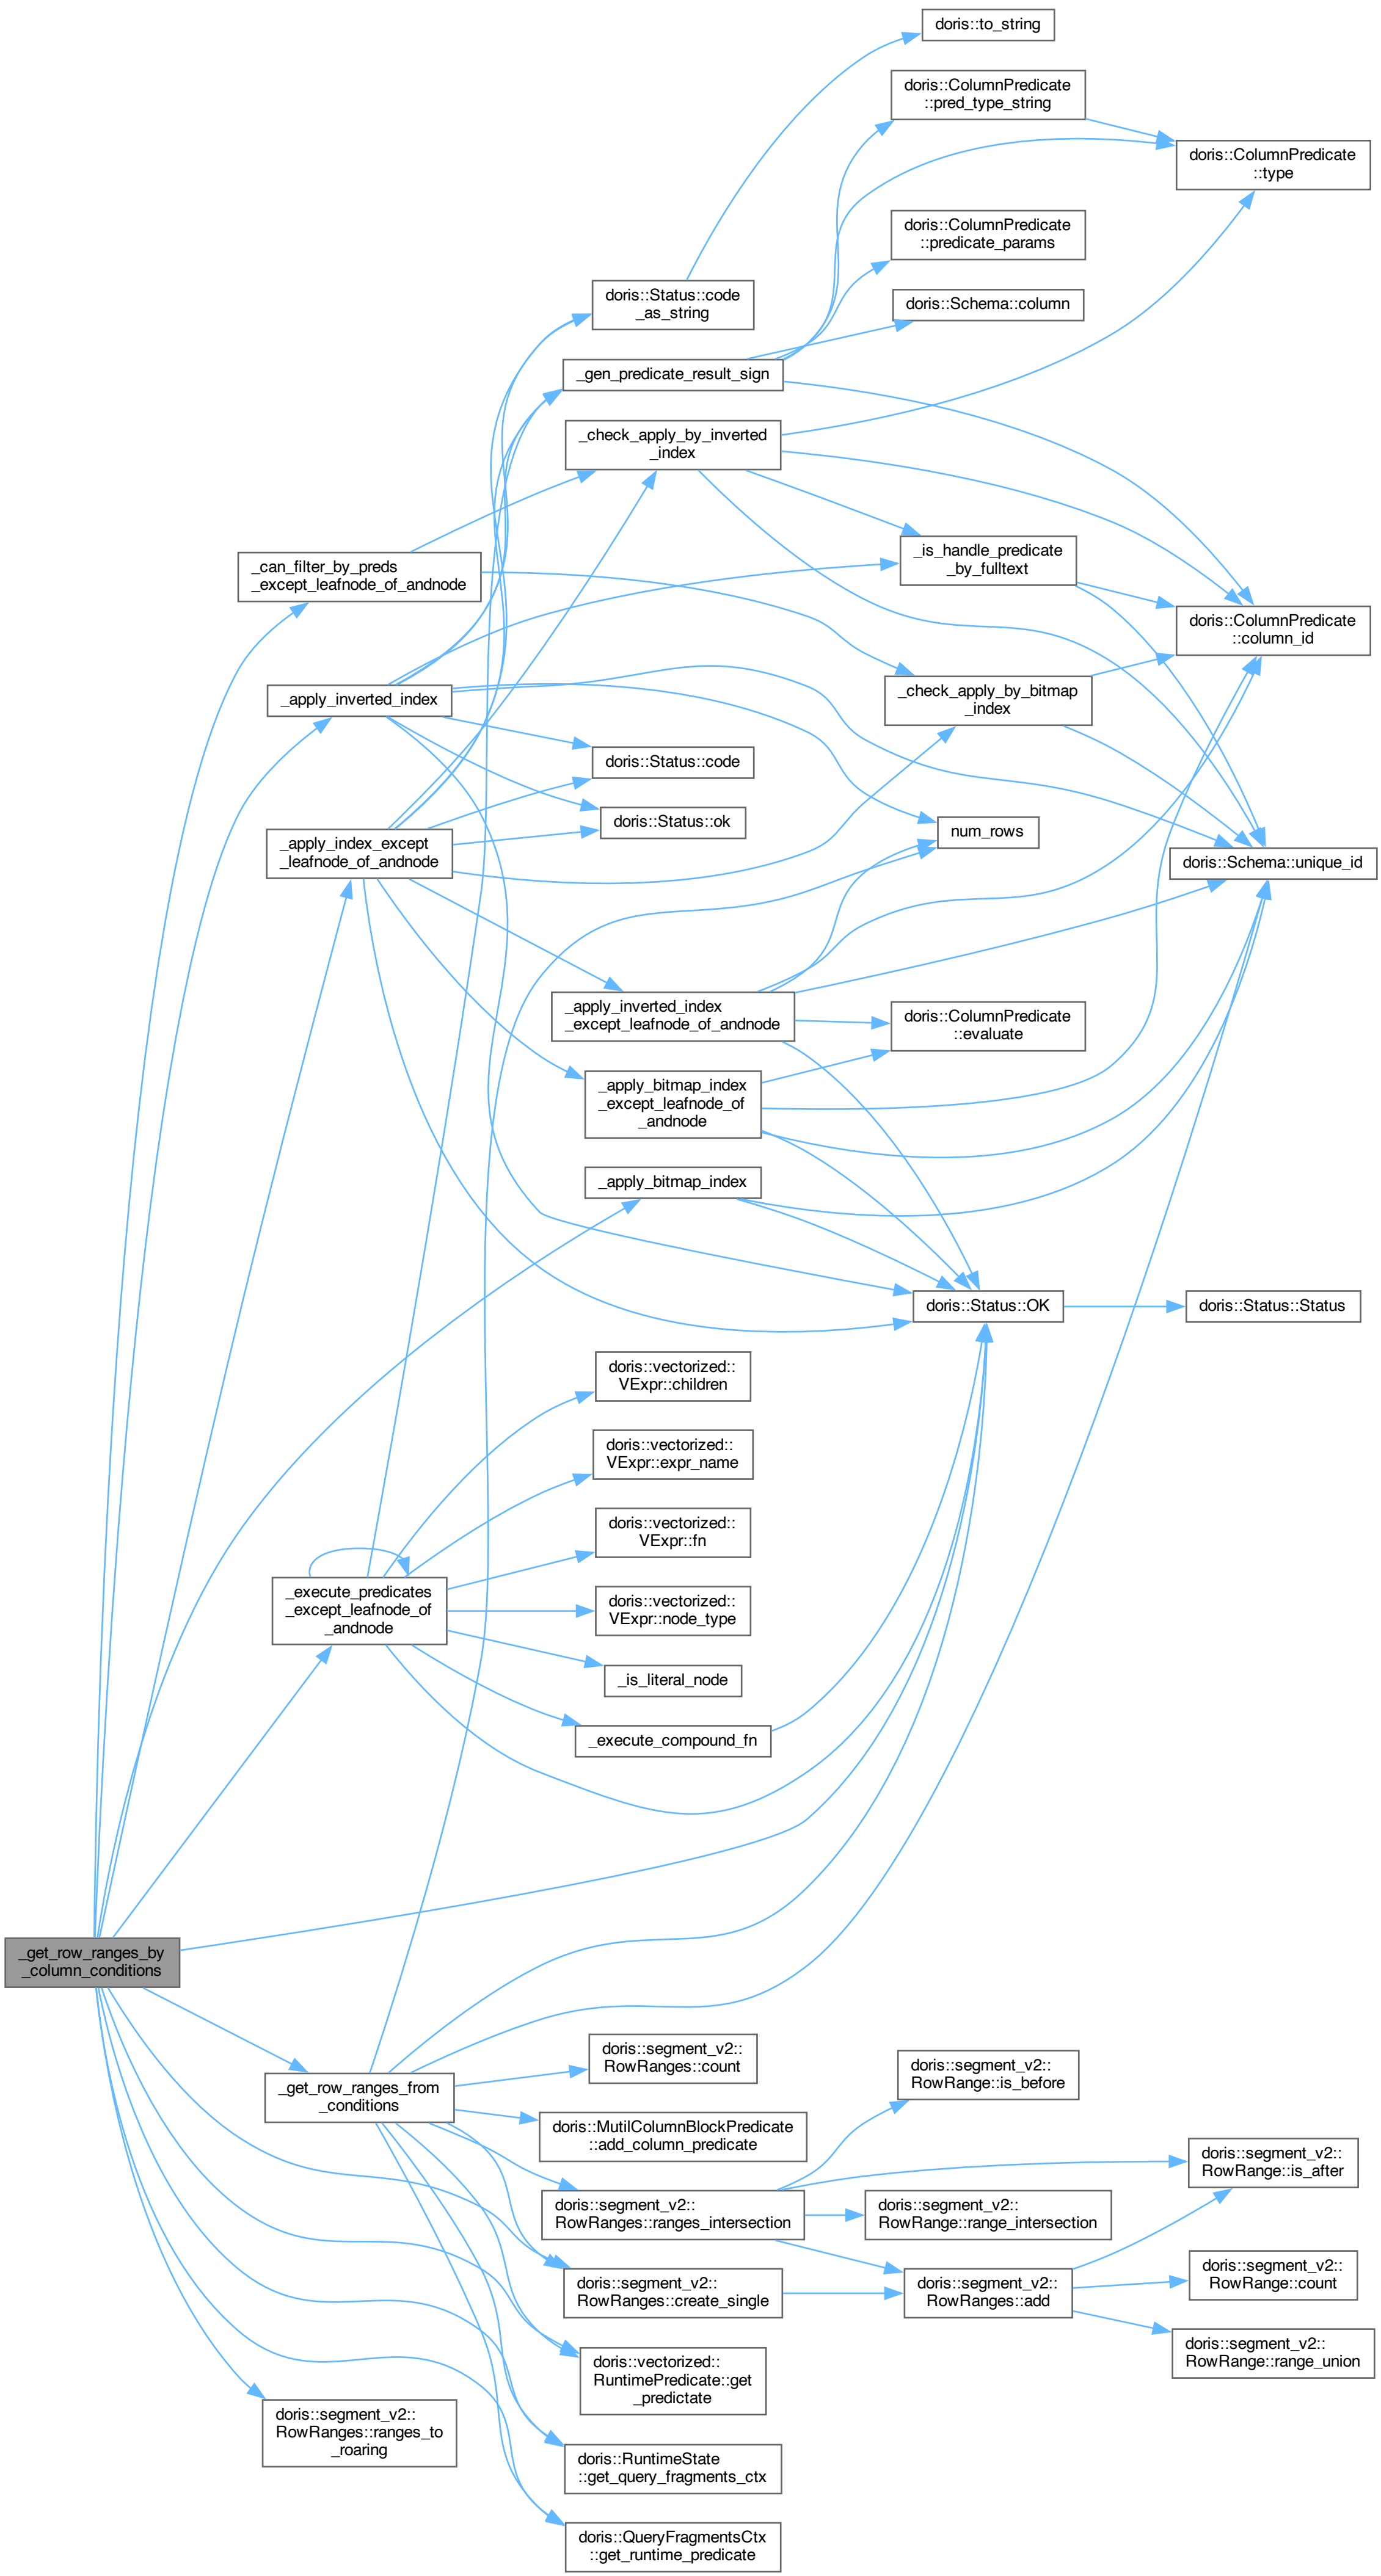 doris::to_string
doris::ColumnPredicate
::pred_type_string
doris::ColumnPredicate
::type
doris::ColumnPredicate
::predicate_params
doris::Status::code
_as_string
doris::Schema::column
_gen_predicate_result_sign
_check_apply_by_inverted
_index
_is_handle_predicate
_by_fulltext
_can_filter_by_preds
_except_leafnode_of_andnode
doris::ColumnPredicate
::column_id
_apply_inverted_index
_check_apply_by_bitmap
_index
doris::Status::code
doris::Status::ok
num_rows
_apply_index_except
_leafnode_of_andnode
doris::Schema::unique_id
_apply_inverted_index
_except_leafnode_of_andnode
doris::ColumnPredicate
::evaluate
_apply_bitmap_index
_except_leafnode_of
_andnode
_apply_bitmap_index
doris::Status::OK
doris::Status::Status
doris::vectorized::
VExpr::children
doris::vectorized::
VExpr::expr_name
doris::vectorized::
VExpr::fn
_execute_predicates
_except_leafnode_of
_andnode
doris::vectorized::
VExpr::node_type
_is_literal_node
_execute_compound_fn
_get_row_ranges_by
_column_conditions
doris::segment_v2::
RowRanges::count
doris::segment_v2::
RowRange::is_before
_get_row_ranges_from
_conditions
doris::MutilColumnBlockPredicate
::add_column_predicate
doris::segment_v2::
RowRange::is_after
doris::segment_v2::
RowRanges::ranges_intersection
doris::segment_v2::
RowRange::range_intersection
doris::segment_v2::
RowRanges::create_single
doris::segment_v2::
RowRanges::add
doris::segment_v2::
RowRange::count
doris::segment_v2::
RowRange::range_union
doris::vectorized::
RuntimePredicate::get
_predictate
doris::segment_v2::
RowRanges::ranges_to
_roaring
doris::RuntimeState
::get_query_fragments_ctx
doris::QueryFragmentsCtx
::get_runtime_predicate